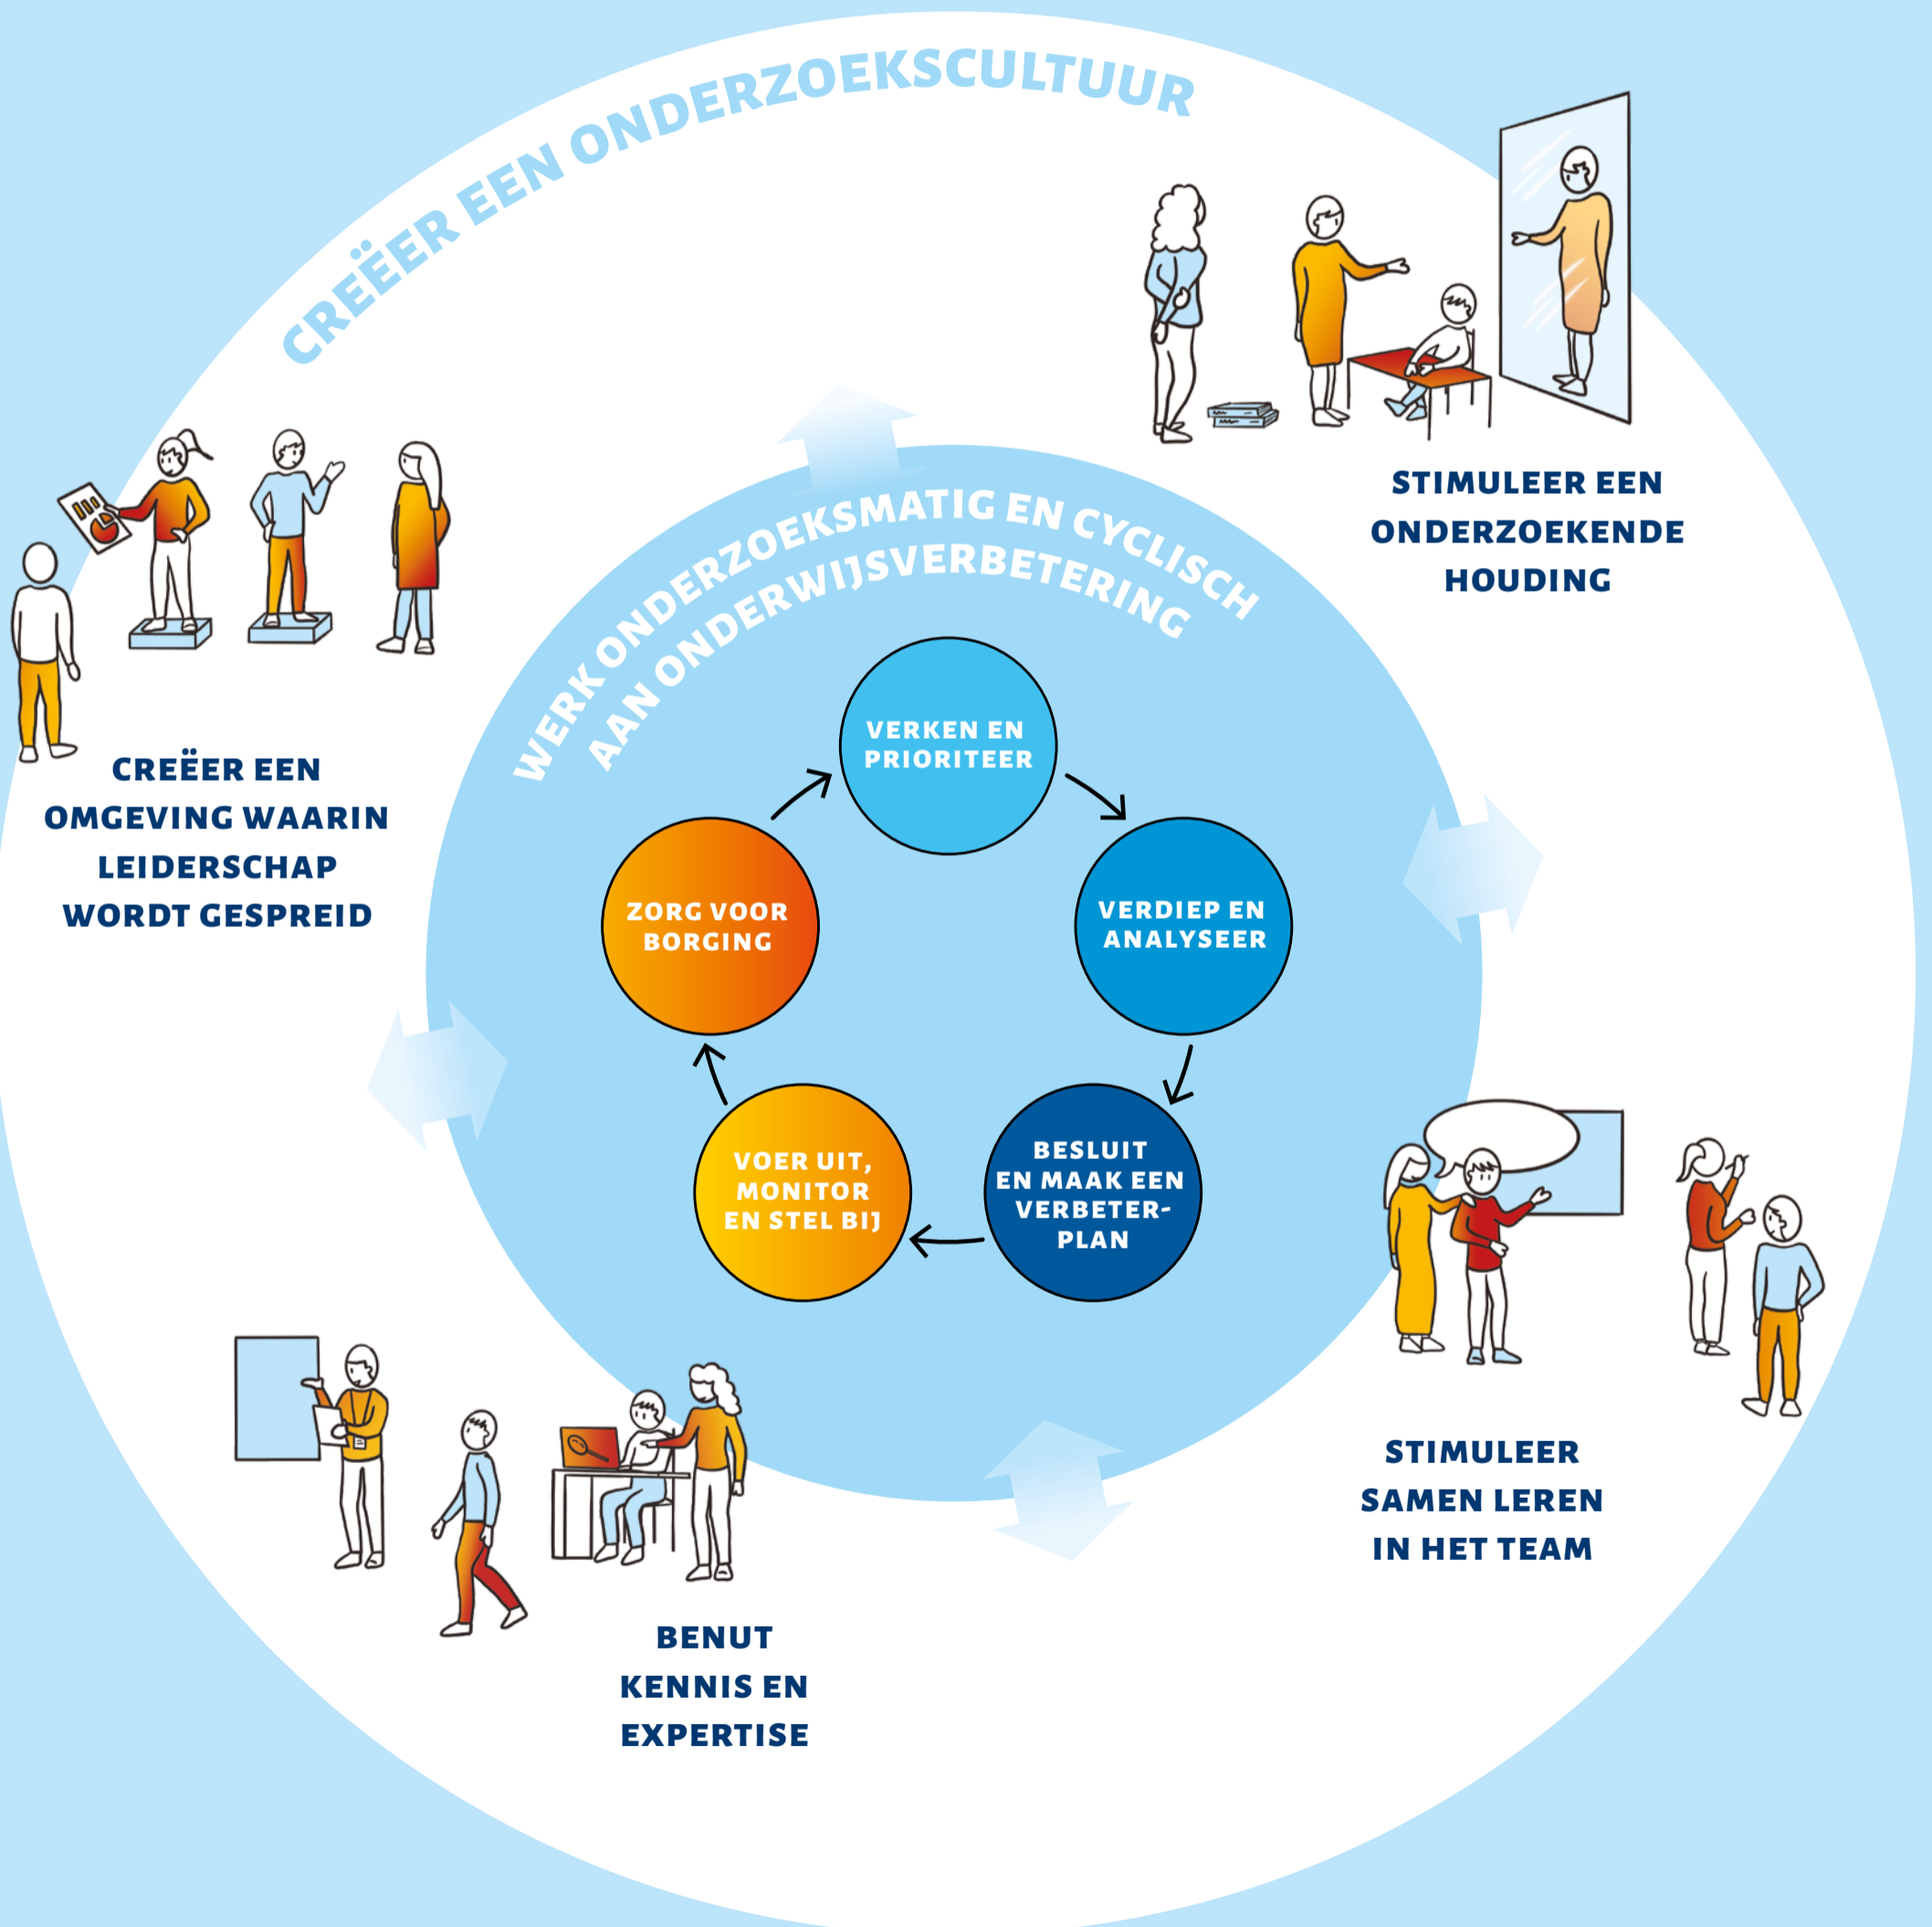 CREËER EEN ONDERZOEKSCULTUUR
STIMULEER EEN
ONDERZOEKENDE
HOUDING
CREËER EEN
OMGEVING WAARIN
LEIDERSCHAP
WORDT GESPREID
WERK ONDERZOEKSMATIG EN CYCLISCH
AAN ONDERWIJSVERBETERING
VERKEN EN
PRIORITEER
VERDIEP EN
ANALYSEER
BESLUIT
EN MAAK EEN
VERBETER-
PLAN
VOER UIT,
MONITOR
EN STEL BIJ
ZORG VOOR
BORGING
STIMULEER
SAMEN LEREN
IN HET TEAM
BENUT
KENNIS EN
EXPERTISE